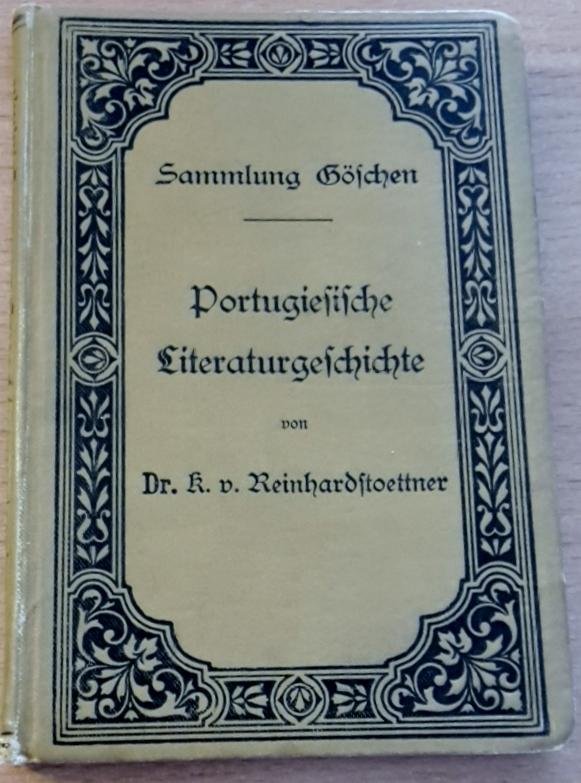 Sammlung Göſchen
Portugieſiſche
Literaturgeſchichte
von
Dr. K. v. Reinhardſtoettner